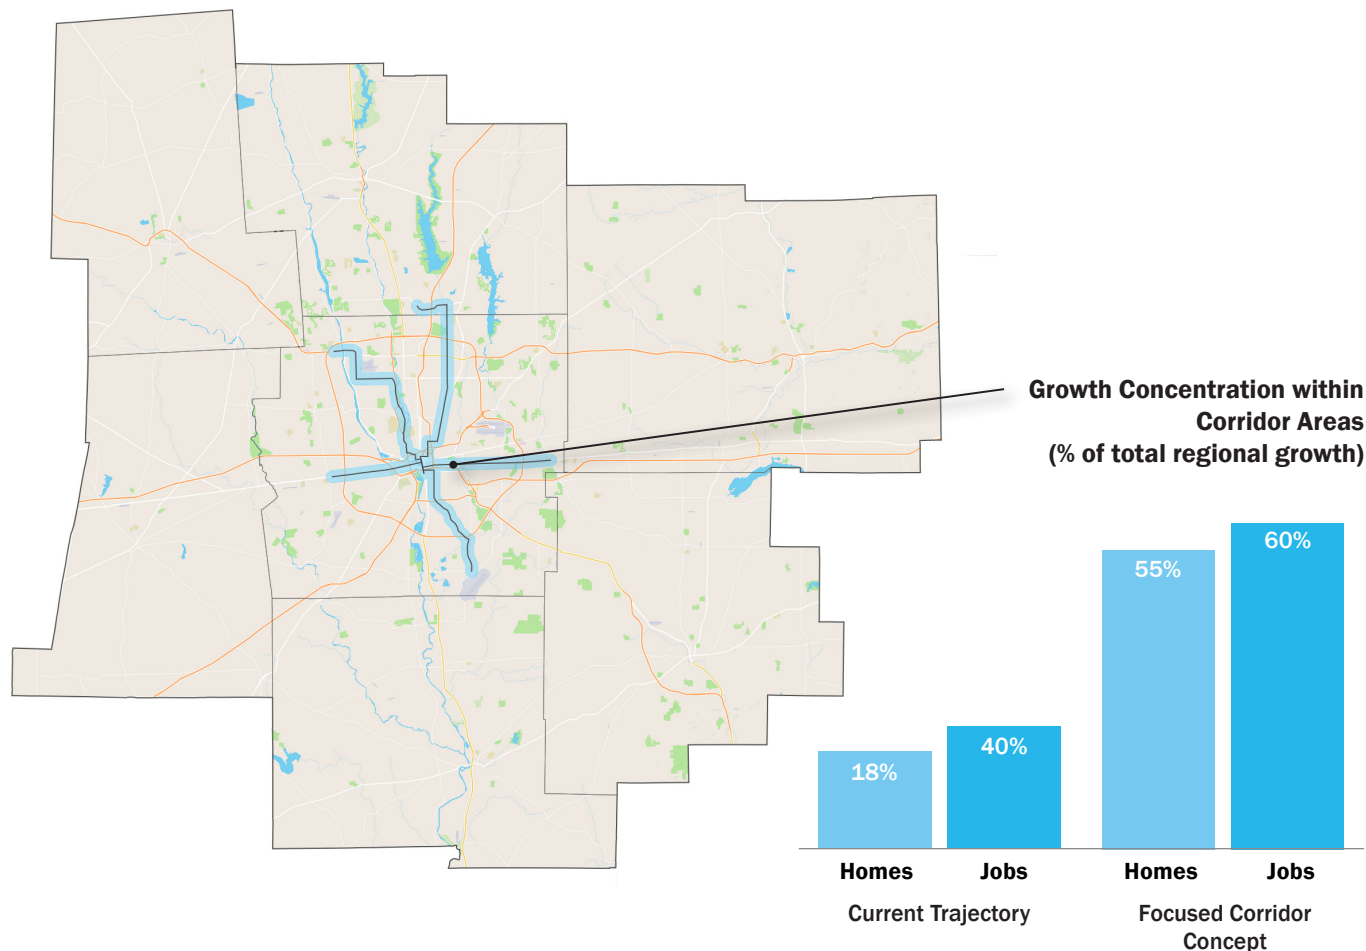 Growth Concentration within
Corridor Areas
(% of total regional growth)
18%
40%
55%
60%
Homes
Jobs
Homes
Jobs
Current Trajectory
Focused Corridor
Concept